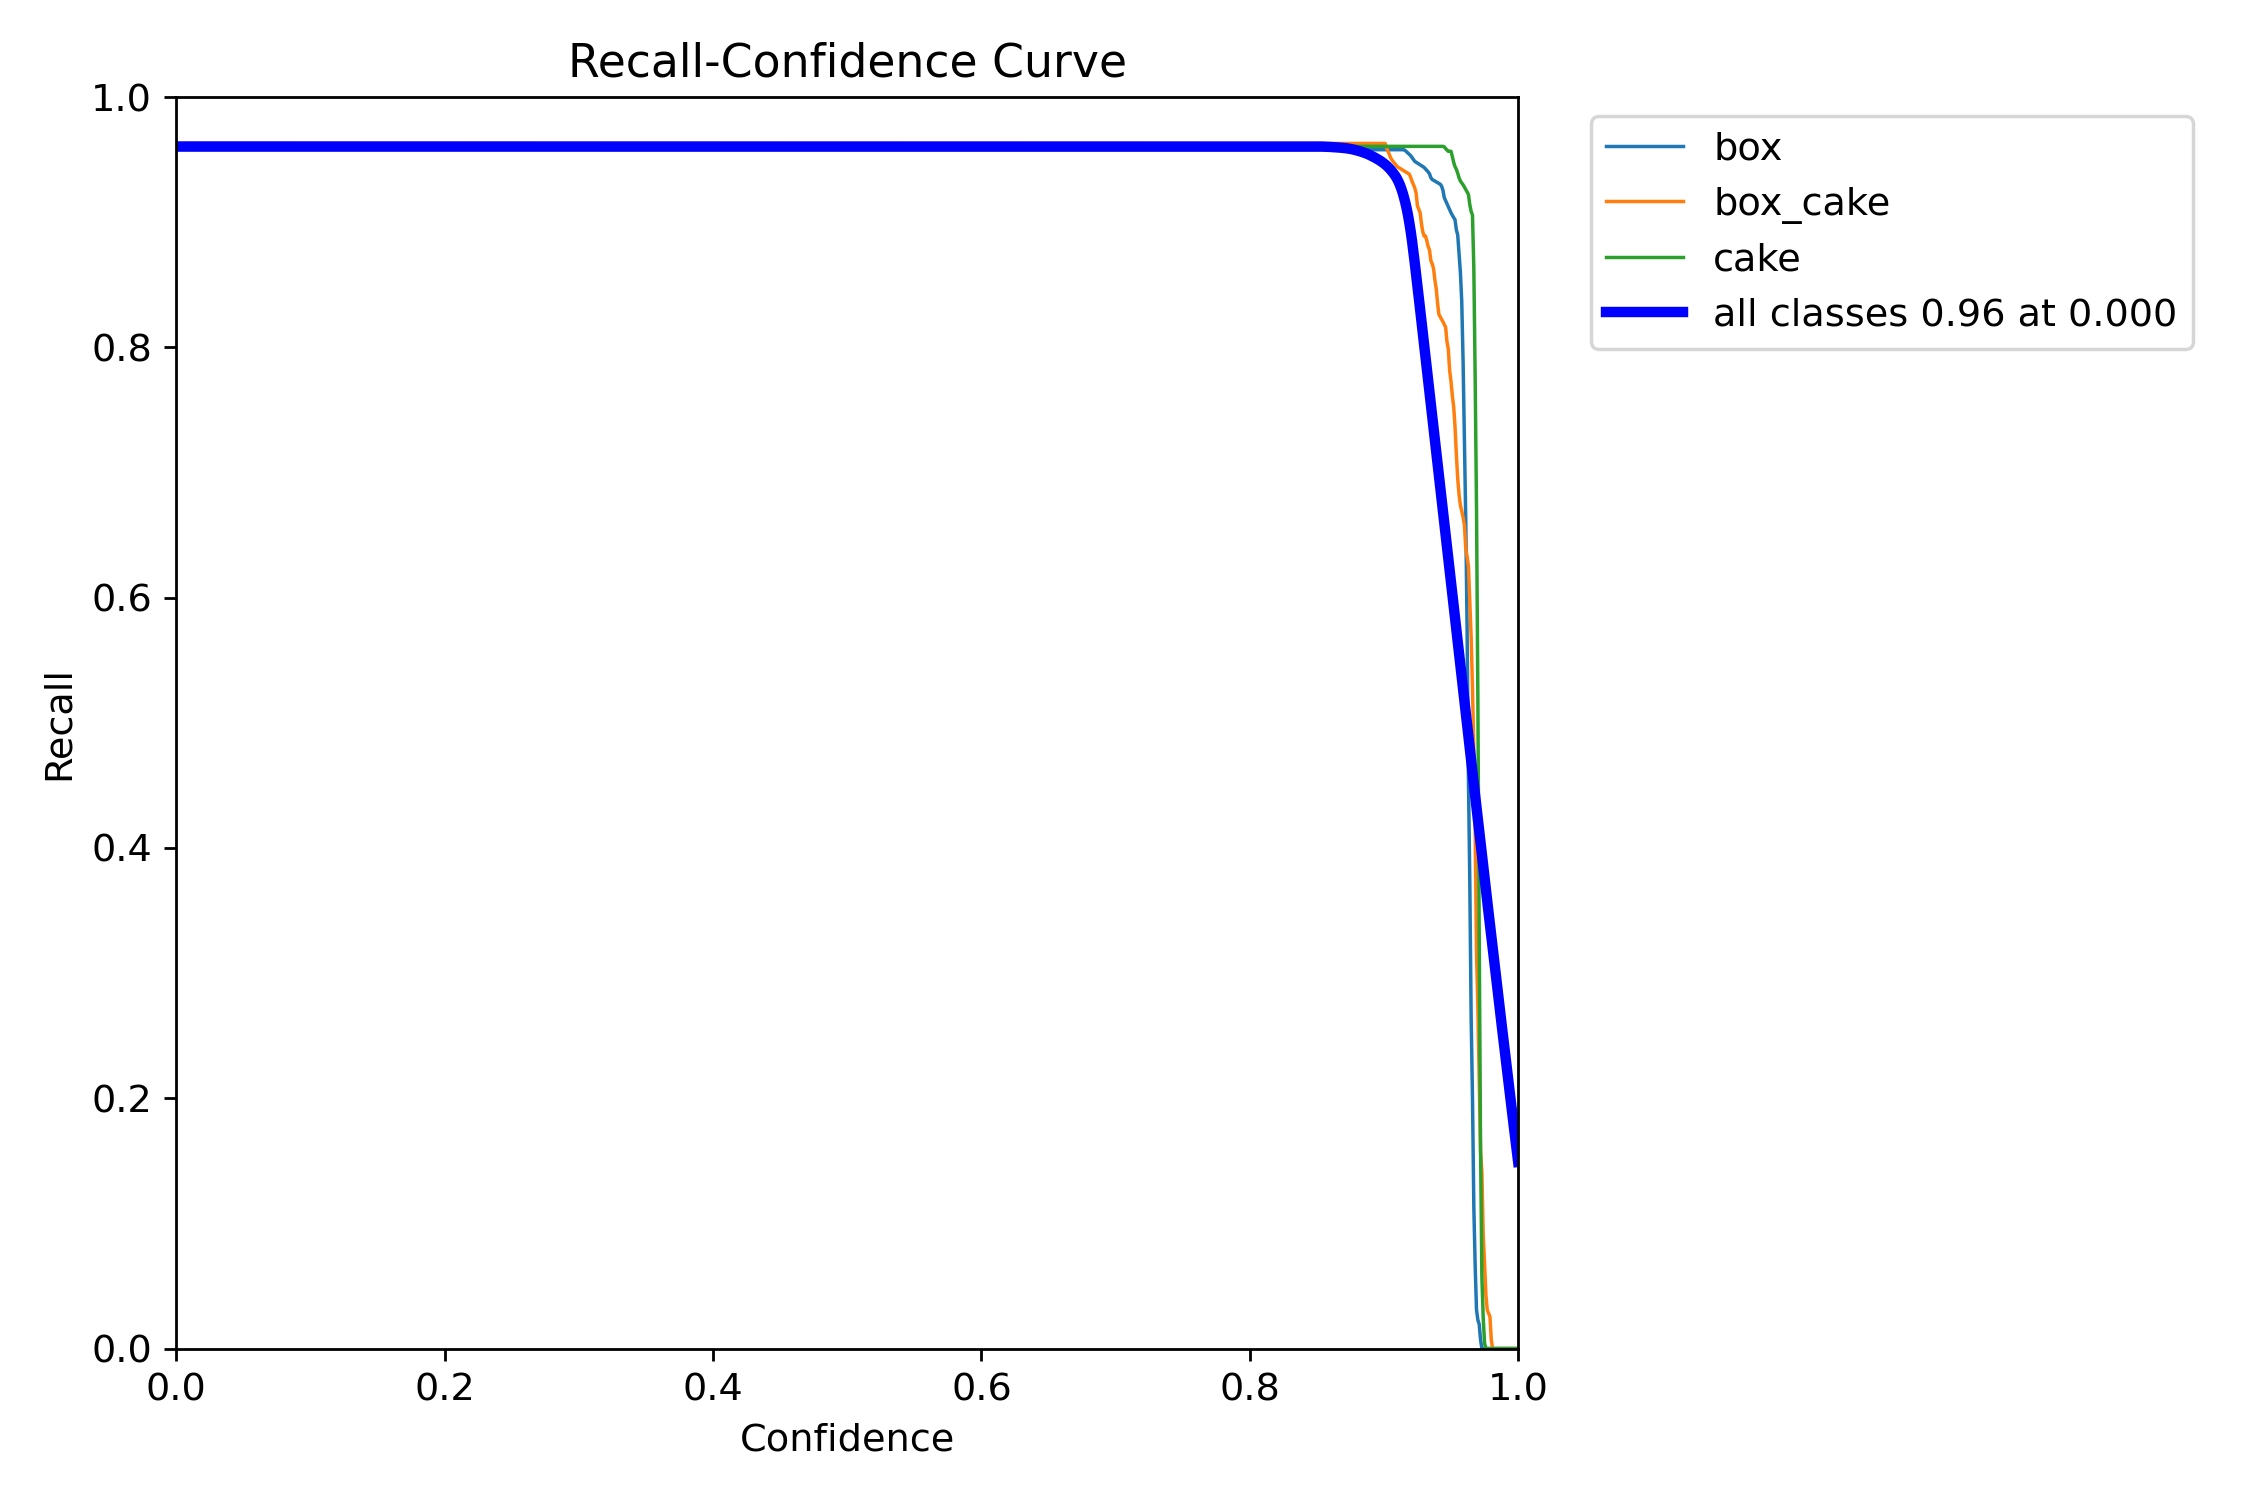 Recall-Confidence Curve
1.0
0.8
0.6
0.4
0.2
0.0
Recall
0.0 0.2 0.4 0.6 0.8 1.0
Confidence
box
box_cake
cake
all classes 0.96 at 0.000